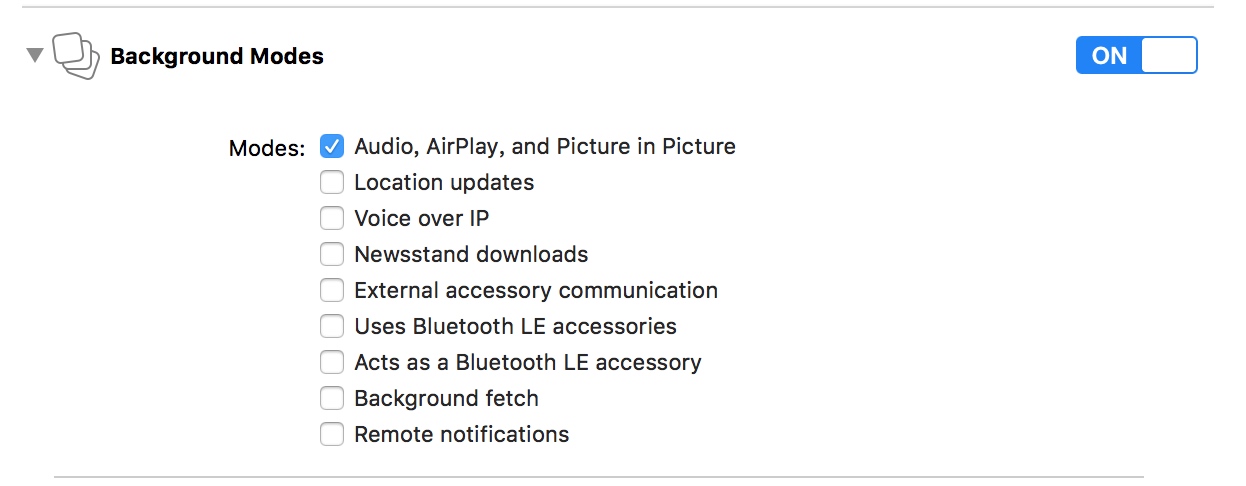 Background Modes
ON
Modes: Audio, AirPlay, and Picture in Picture
Location updates
Voice over IP
Newsstand downloads
External accessory communication
Uses Bluetooth LE accessories
Acts as a Bluetooth LE accessory
Background fetch
Remote notifications